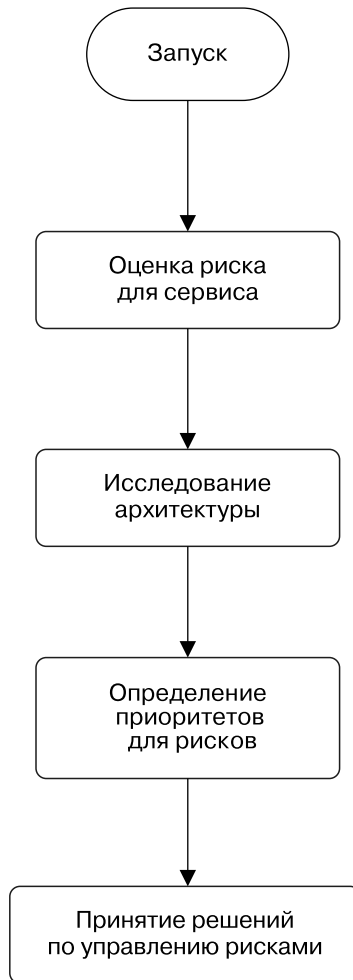 Запуск
Оценка риска
для сервиса
Исследование
архитектуры
Определение
приоритетов
для рисков
Принятие решений
по управлению рисками